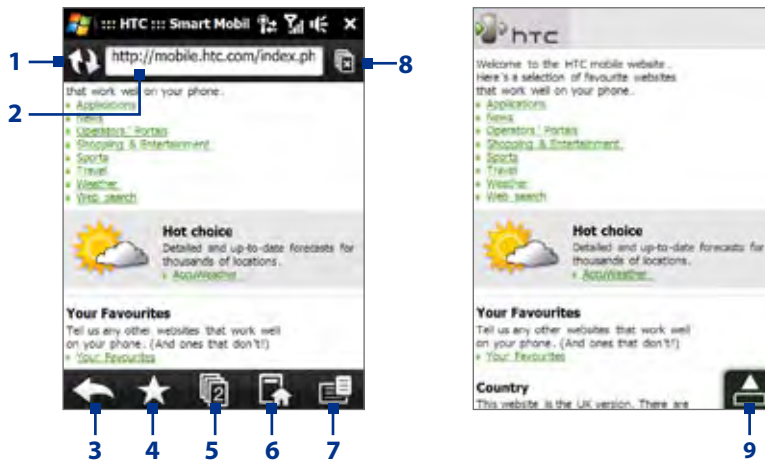 ::: HTC ::: Smart Mobil
http://mobile.htc.com/index.ph
that work well on your phone.
Applications
News
Operators' Portals
Shopping & Entertainment
Sports
Travel
Weather
Web search
Hot choice
Detailed and up-to-date forecasts for
thousands of locations.
AccuWeather
Your Favourites
Tell us any other websites that work well
on your phone. (And ones that don't!)
Your Favourites
2
1
2
3
4
5
6
7
8
hTC
Welcome to the HTC mobile website.
Here's a selection of favourite websites
that work well on your phone.
Applications
News
Operators' Portals
Shopping & Entertainment
Sports
Travel
Weather
Web search
Hot choice
Detailed and up-to-date forecasts for
thousands of locations.
AccuWeather
Your Favourites
Tell us any other websites that work well
on your phone. (And ones that don't!)
Your Favourites
Country
This website is the UK version. There are
9